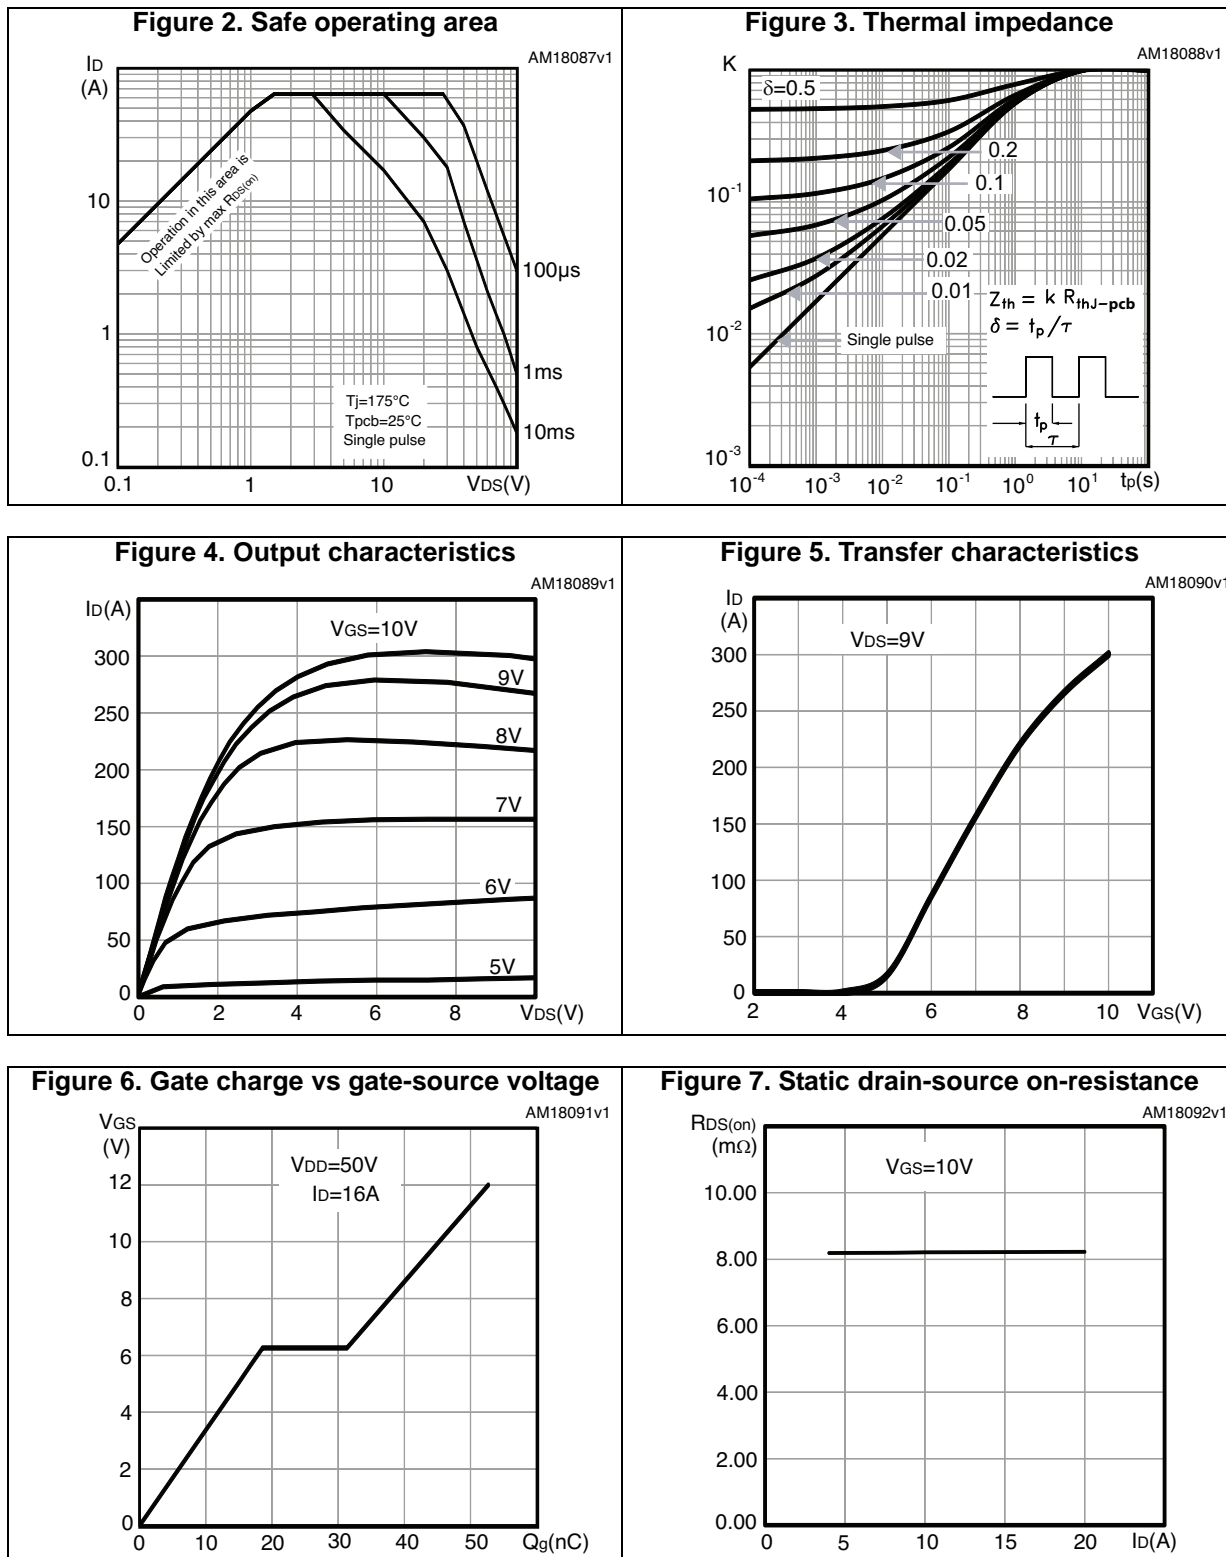 Figure 2. Safe operating area
AM18087v1
ID
(A)
10
1
0.1
Operation in this area is
Limited by max RDS(on)
100µs
1ms
10ms
Tj=175°C
Tpcb=25°C
Single pulse
0.1 1 10 VDS(V)
Figure 3. Thermal impedance
AM18088v1
K
δ=0.5
0.2
0.1
0.05
0.02
0.01
Single pulse
10-1
10-2
10-3
Zth = k RthJ-pcb
δ = tp/τ
tp
τ
10-4 10-3 10-2 10-1 100 101 tp(s)
Figure 4. Output characteristics
AM18089v1
ID(A)
VGS=10V
9V
8V
7V
6V
5V
300
250
200
150
100
50
0
0 2 4 6 8 VDS(V)
Figure 5. Transfer characteristics
AM18090v1
ID
(A)
VDS=9V
300
250
200
150
100
50
0
2 4 6 8 10 VGS(V)
Figure 6. Gate charge vs gate-source voltage
AM18091v1
VGS
(V)
VDD=50V
ID=16A
12
10
8
6
4
2
0
0 10 20 30 40 50 Qg(nC)
Figure 7. Static drain-source on-resistance
AM18092v1
RDS(on)
(mΩ)
VGS=10V
10.00
8.00
6.00
4.00
2.00
0.00
0 5 10 15 20 ID(A)